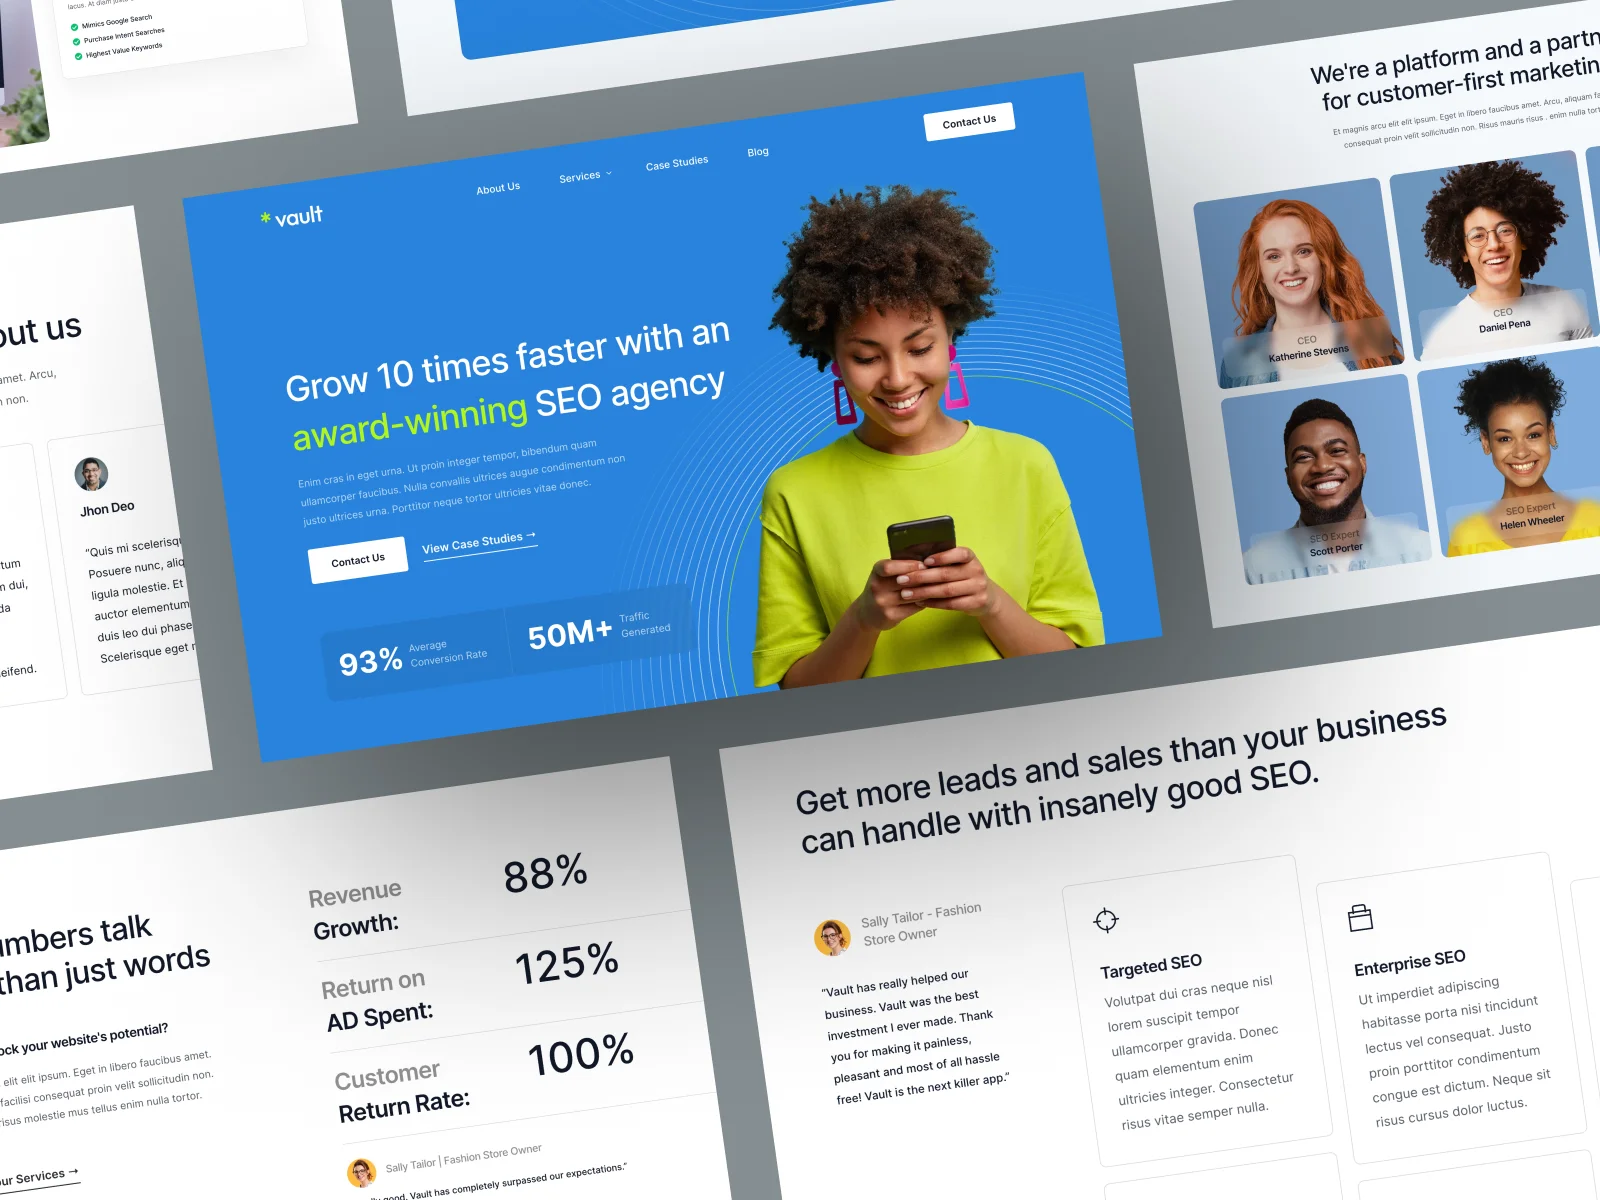 Mimics Google Search
Purchase Intent Searches
Highest Value Keywords
We're a platform and a
for customer-first
Et magnis arcu elit elit ipsum. Eget in libero faucibus amet. Arcu, aliquam
consequat proin velit sollicitudin non. Risus mauris risus . enim nulla
CEO
Katherine Stevens
CEO
Daniel Pena
SEO Expert
Scott Porter
SEO Expert
Helen Wheeler
* vault
About Us
Services
Case Studies
Blog
Contact Us
Grow 10 times faster with an
award-winning SEO agency
Enim cras in eget urna. Ut proin integer tempor, bibendum quam
ullamcorper faucibus. Nulla convallis ultrices augue condimentum non
justo ultrices urna. Porttitor neque tortor ultricies vitae donec.
Contact Us
View Case Studies →
93%
Average
Conversion Rate
50M+
Traffic
Generated
out us
amet. Arcu,
non.
Jhon Deo
"Quis mi
Posuere nunc,
ligula molestie. Et
auctor elementum
duis leo dui
Scelerisque eget
tum
dui,
da
eifend.
umbers talk
than just words
ock your website's potential?
elit elit ipsum. Eget in libero faucibus amet.
facilisi consequat proin velit sollicitudin non.
risus molestie mus tellus enim nulla tortor.
our Services →
Revenue
Growth:
88%
Return on
AD Spent:
125%
Customer
Return Rate:
100%
Sally Tailor | Fashion Store Owner
good. Vault has completely surpassed our expectations."
Get more leads and sales than your business
can handle with insanely good SEO.
Sally Tailor - Fashion
Store Owner
"Vault has really helped our
business. Vault was the best
investment I ever made. Thank
you for making it painless,
pleasant and most of all hassle
free! Vault is the next killer app."
Targeted SEO
Volutpat dui cras neque nisl
lorem suscipit tempor
ullamcorper gravida. Donec
quam elementum enim
ultricies integer. Consectetur
risus vitae semper nulla.
Enterprise SEO
Ut imperdiet adipiscing
habitasse porta nisi tincidunt
lectus vel consequat. Justo
proin porttitor condimentum
congue est dictum. Neque sit
risus cursus dolor luctus.